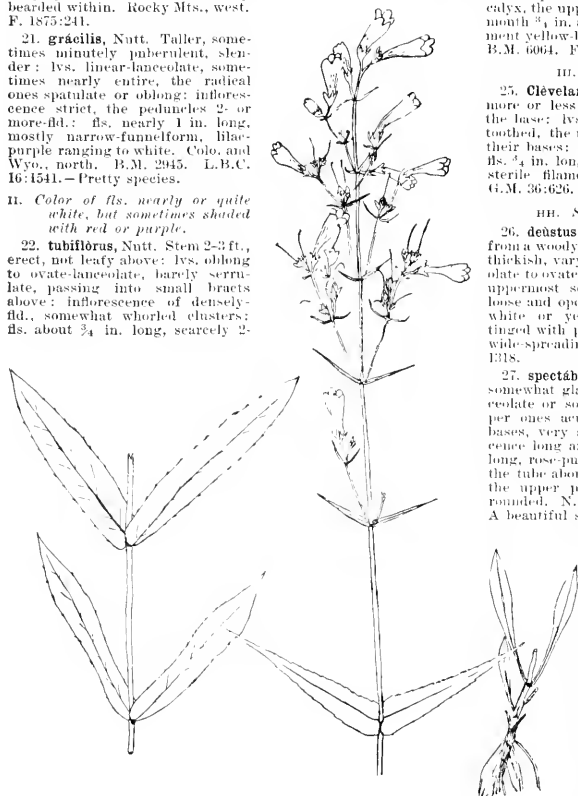 bearded within. Rocky Mts., west.
F. 1875:241.
21. grácilis, Nutt. Taller, some-
times minutely puberulent, slen-
der: lvs. linear-lanceolate, some-
times nearly entire, the radical
ones spatulate or oblong: inflores-
cence strict, the peduncles 2- or
more-fld.: fls. nearly 1 in. long,
mostly narrow-funnelform, lilac-
purple ranging to white. Colo. and
Wyo., north. B.M. 2945. L.B.C.
16:1541.—Pretty species.
II. Color of fls. nearly or quite
white, but sometimes shaded
with red or purple.
22. tubiflòrus, Nutt. Stem 2-3 ft.,
erect, not leafy above: lvs. oblong
to ovate-lanceolate, barely serru-
late, passing into small bracts
above: inflorescence of densely-
fld., somewhat whorled clusters:
fls. about ¾ in. long, scarcely 2-
calyx, the upp
mouth ¾ in.
ment yellow-b
B.M. 6064. F
III.
25. Clèvelan
more or less
the base: lvs
toothed, the
their bases:
fls. ¾ in. long,
sterile filam
G.M. 36:626.
HH. S
26. deùstus
from a woody
thickish, vary
olate to ovate
uppermost se
loose and ope
white or ye
tinged with p
wide-spreadin
1318.
27. spectáb
somewhat gla
ceolate or so
per ones acu
bases, very
cence long a
long, rose-pu
the tube abov
the upper p
rounded. N.
A beautiful s